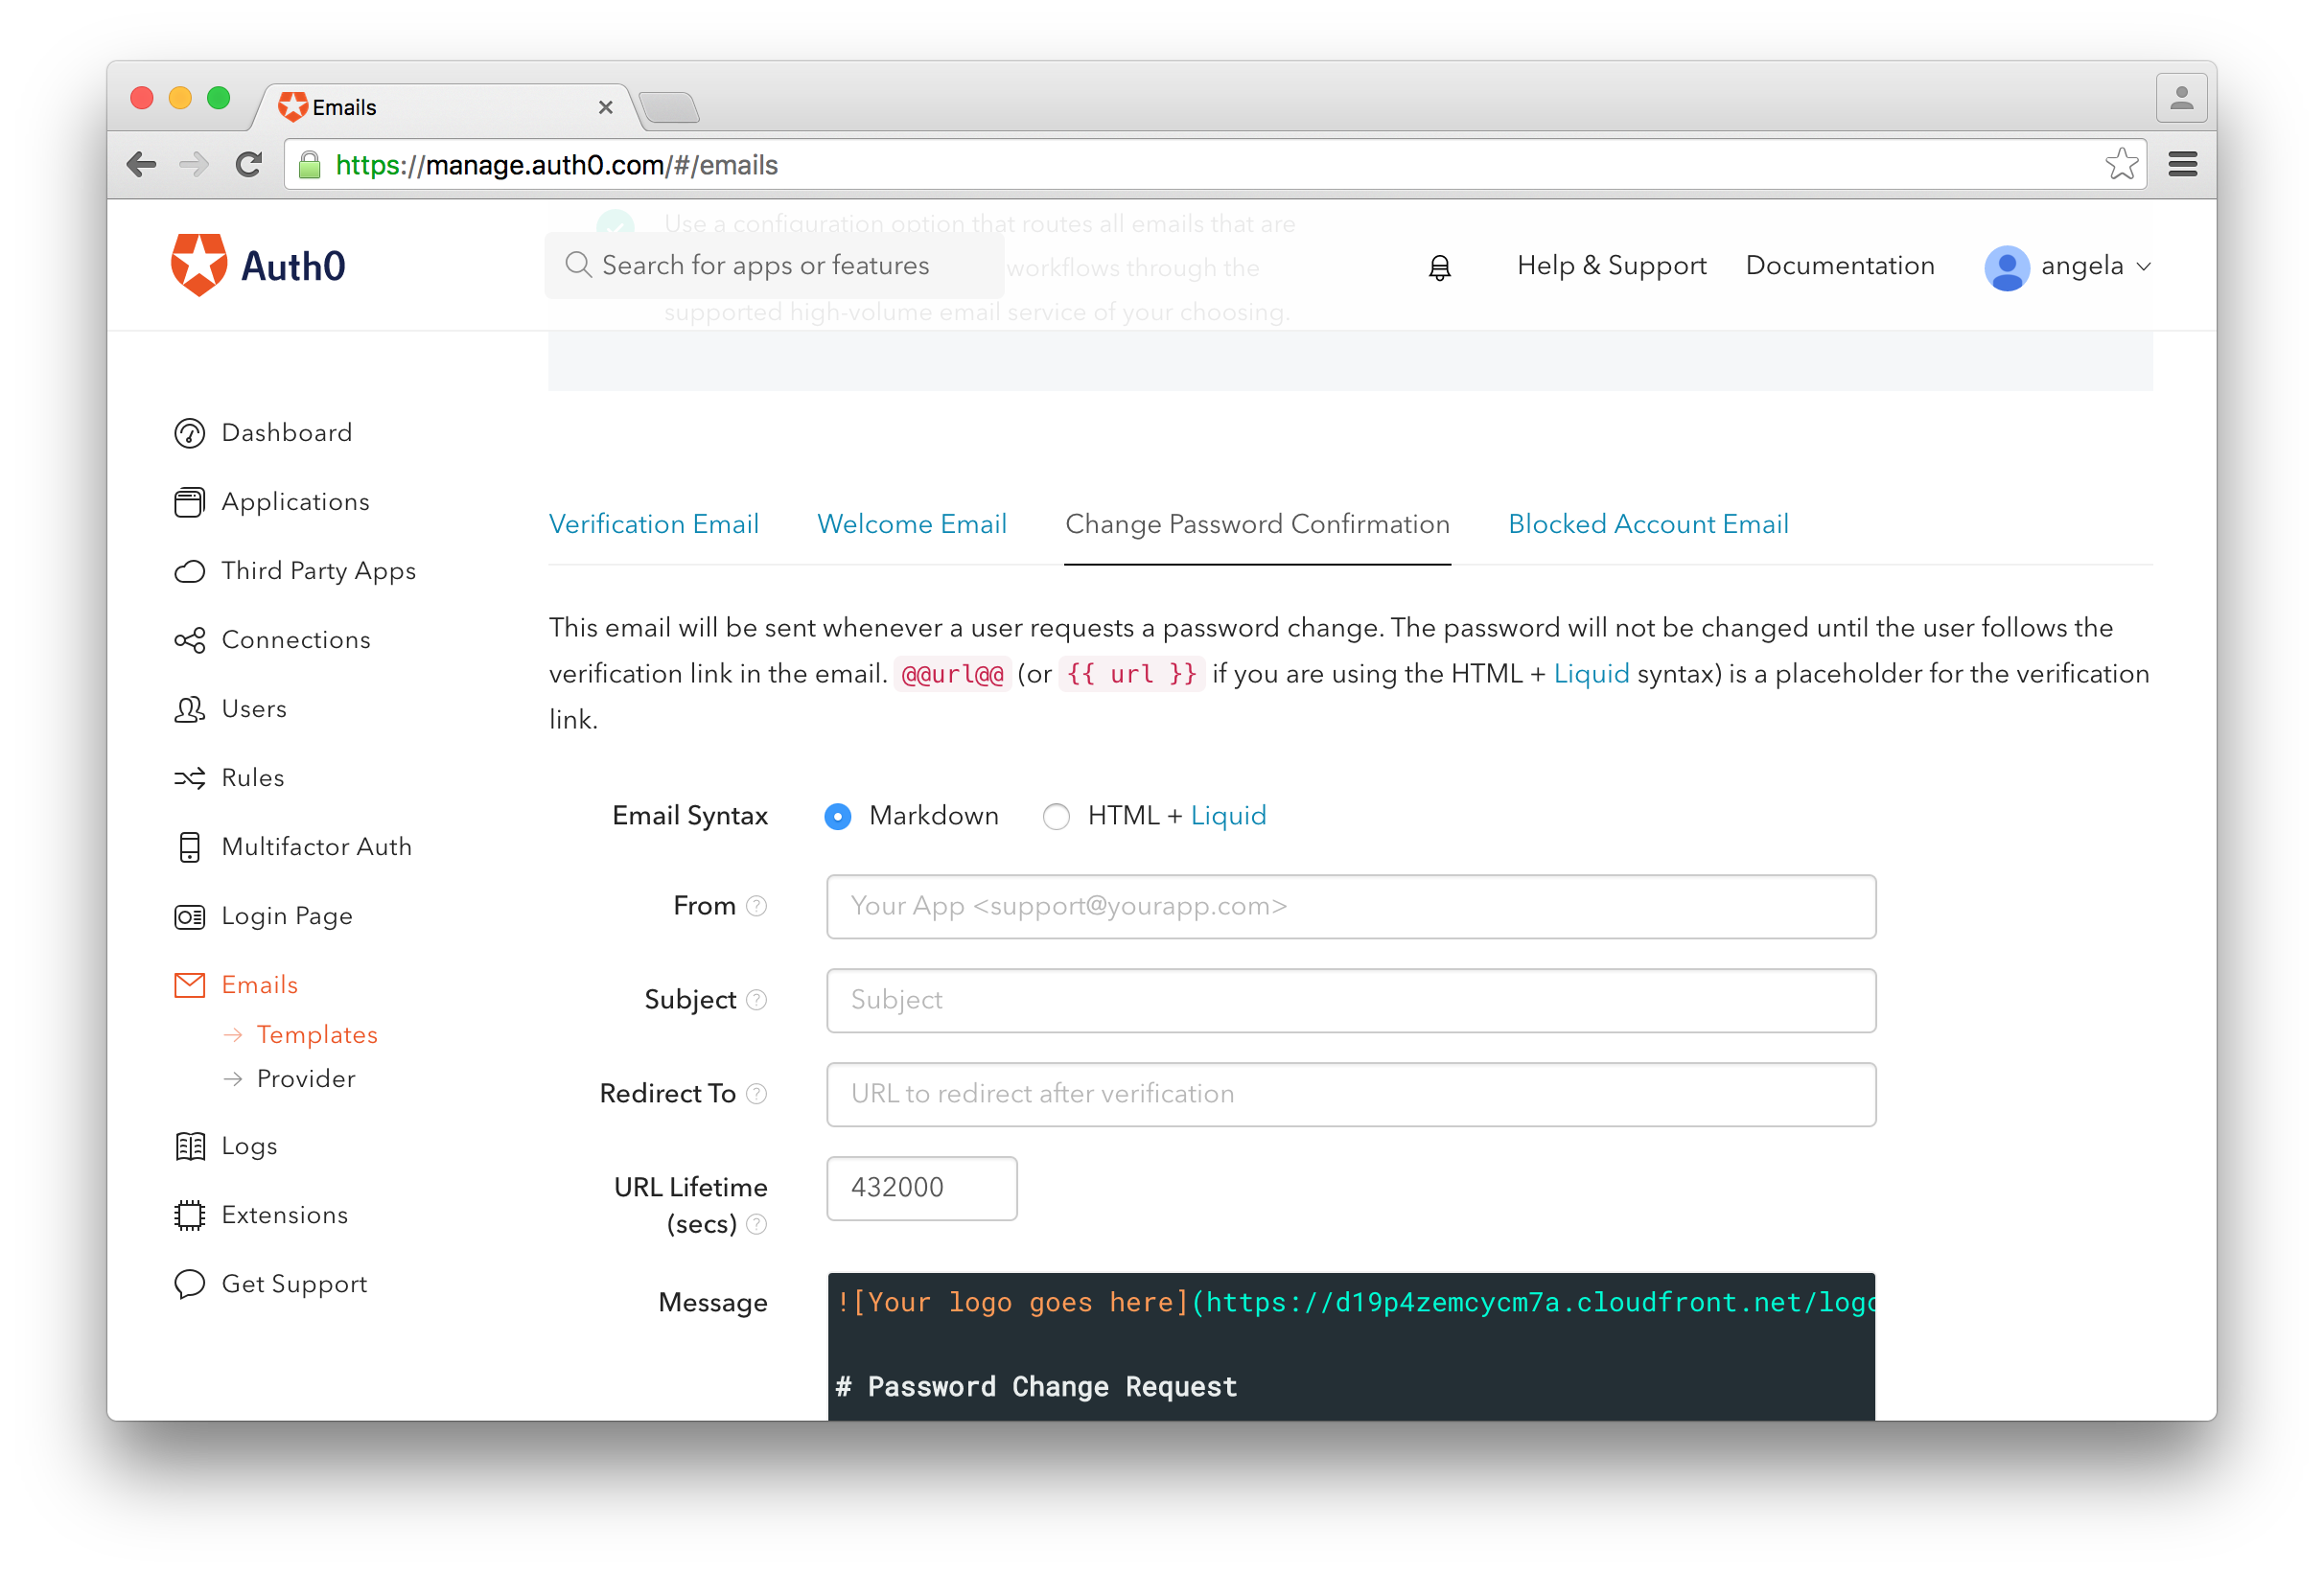 Emails
https://manage.auth0.com/#/emails
Auth0
Use a configuration option that routes all emails that are
Search for apps or features
workflows through the
supported high-volume email service of your choosing.
Help & Support
Documentation
angela
Dashboard
Applications
Third Party Apps
Connections
Users
Rules
Multifactor Auth
Login Page
Emails
Templates
Provider
Logs
Extensions
Get Support
Verification Email
Welcome Email
Change Password Confirmation
Blocked Account Email
This email will be sent whenever a user requests a password change. The password will not be changed until the user follows the
verification link in the email. @@url@@ (or {{ url }} if you are using the HTML + Liquid syntax) is a placeholder for the verification
link.
Email Syntax
Markdown
HTML + Liquid
From ?
Your App <support@yourapp.com>
Subject ?
Subject
Redirect To ?
URL to redirect after verification
URL Lifetime
(secs) ?
432000
Message
![Your logo goes here](https://d19p4zemcycm7a.cloudfront.net/logo
# Password Change Request